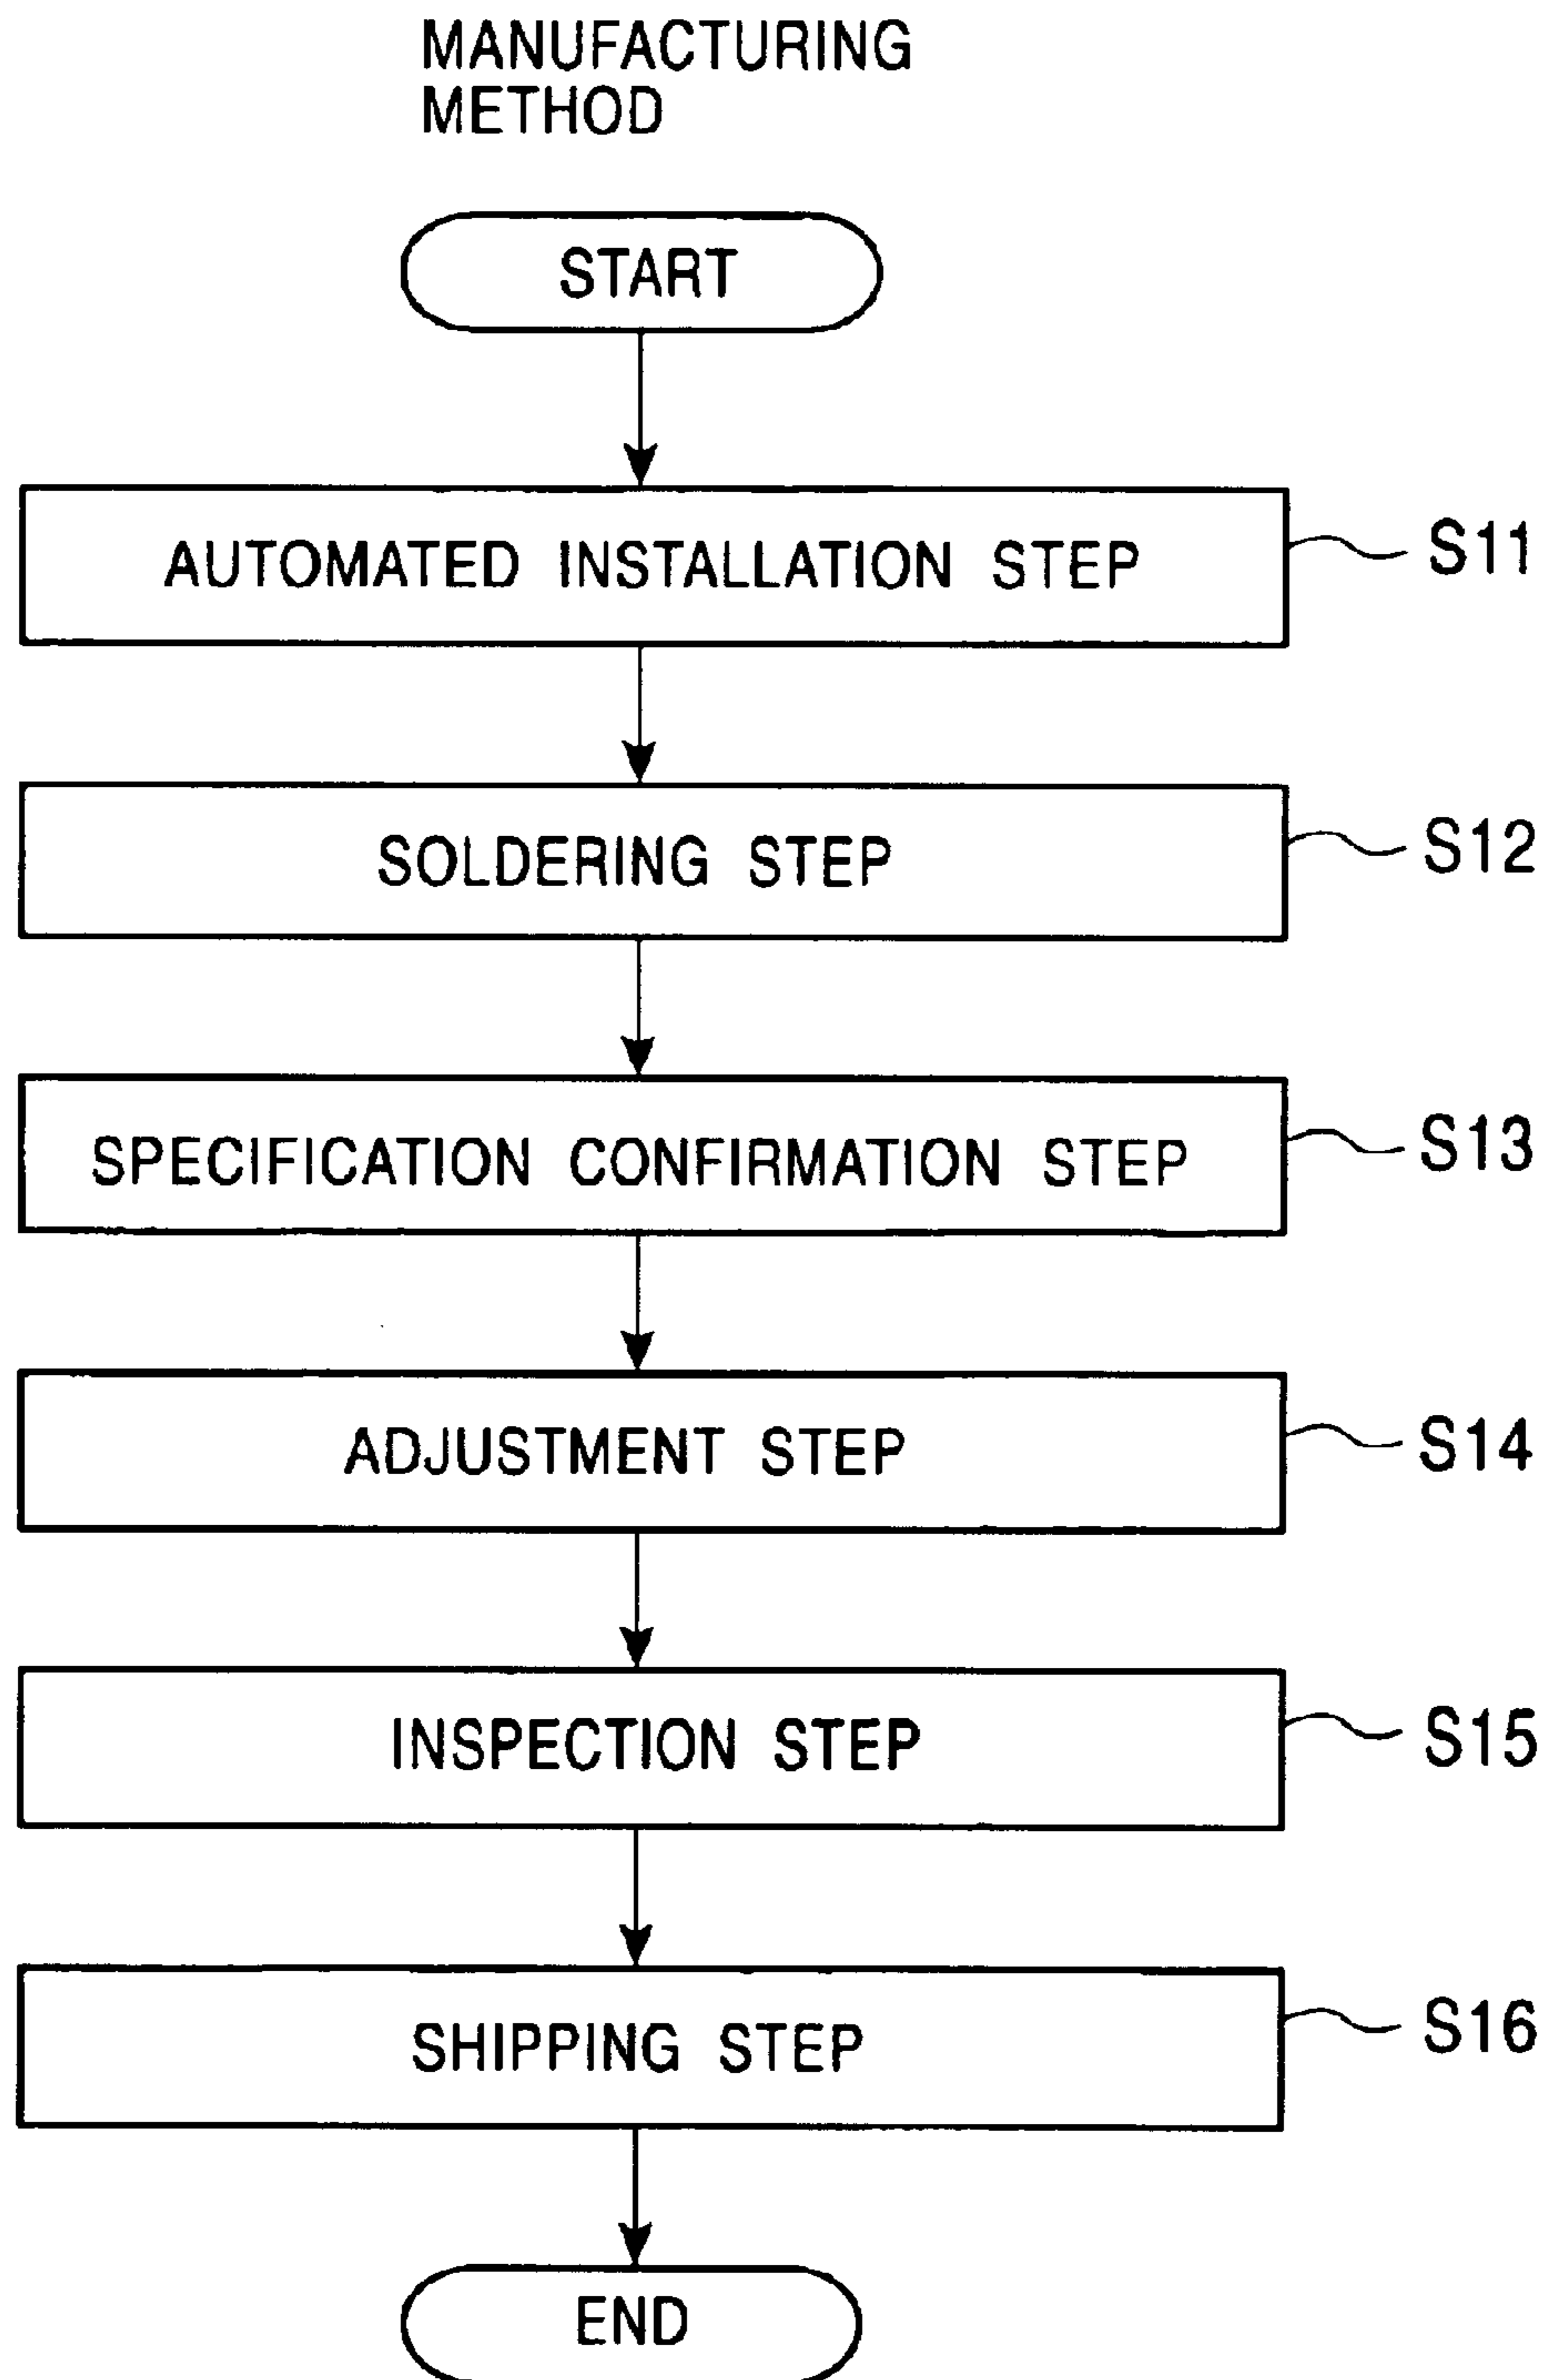 MANUFACTURING
METHOD
START
AUTOMATED INSTALLATION STEP
S11
SOLDERING STEP
S12
SPECIFICATION CONFIRMATION STEP
S13
ADJUSTMENT STEP
S14
INSPECTION STEP
S15
SHIPPING STEP
S16
END